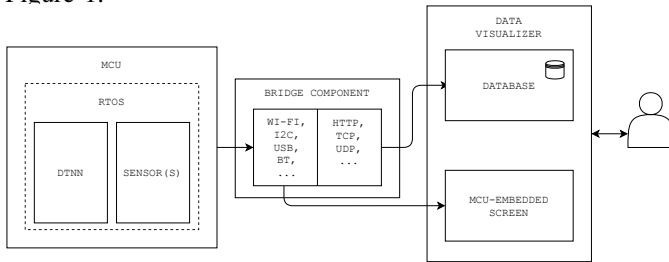 Figure 1.
MCU
RTOS
DTNN
SENSOR(S)
BRIDGE COMPONENT
WI-FI,
I2C,
USB,
BT,
...
HTTP,
TCP,
UDP,
...
DATA
VISUALIZER
DATABASE
MCU-EMBEDDED
SCREEN